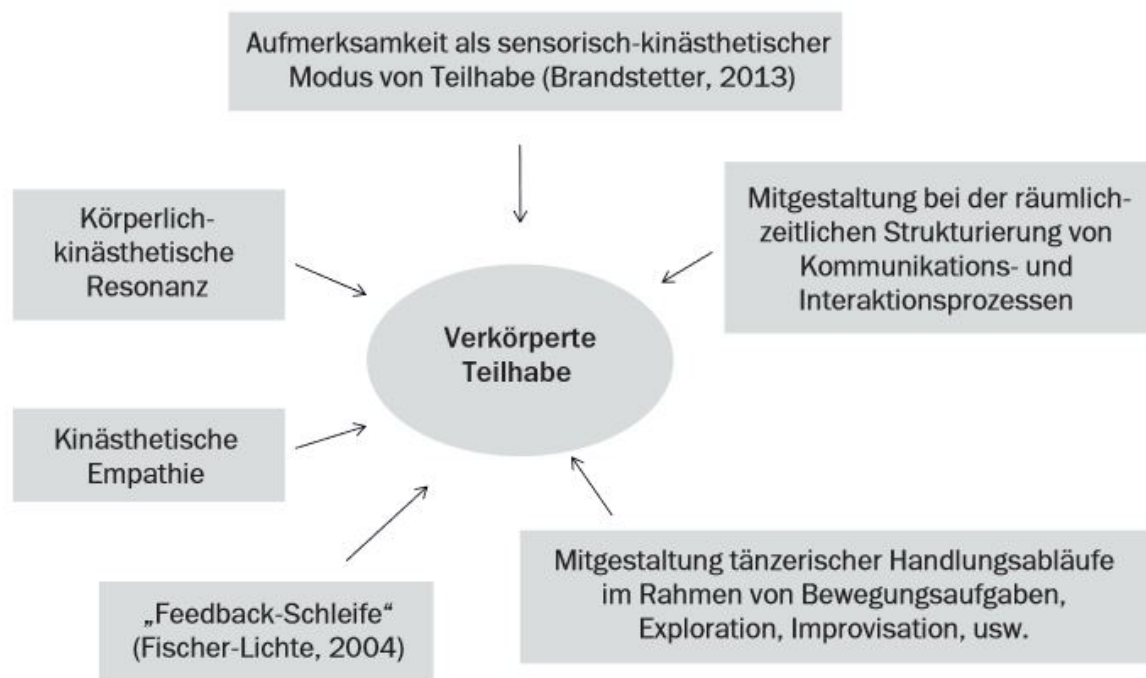 Aufmerksamkeit als sensorisch-kinästhetischer
Modus von Teilhabe (Brandstetter, 2013)
Körperlich-
kinästhetische
Resonanz
Mitgestaltung bei der räumlich-
zeitlichen Strukturierung von
Kommunikations- und
Interaktionsprozessen
Verkörperte
Teilhabe
Kinästhetische
Empathie
„Feedback-Schleife“
(Fischer-Lichte, 2004)
Mitgestaltung tänzerischer Handlungsabläufe
im Rahmen von Bewegungsaufgaben,
Exploration, Improvisation, usw.